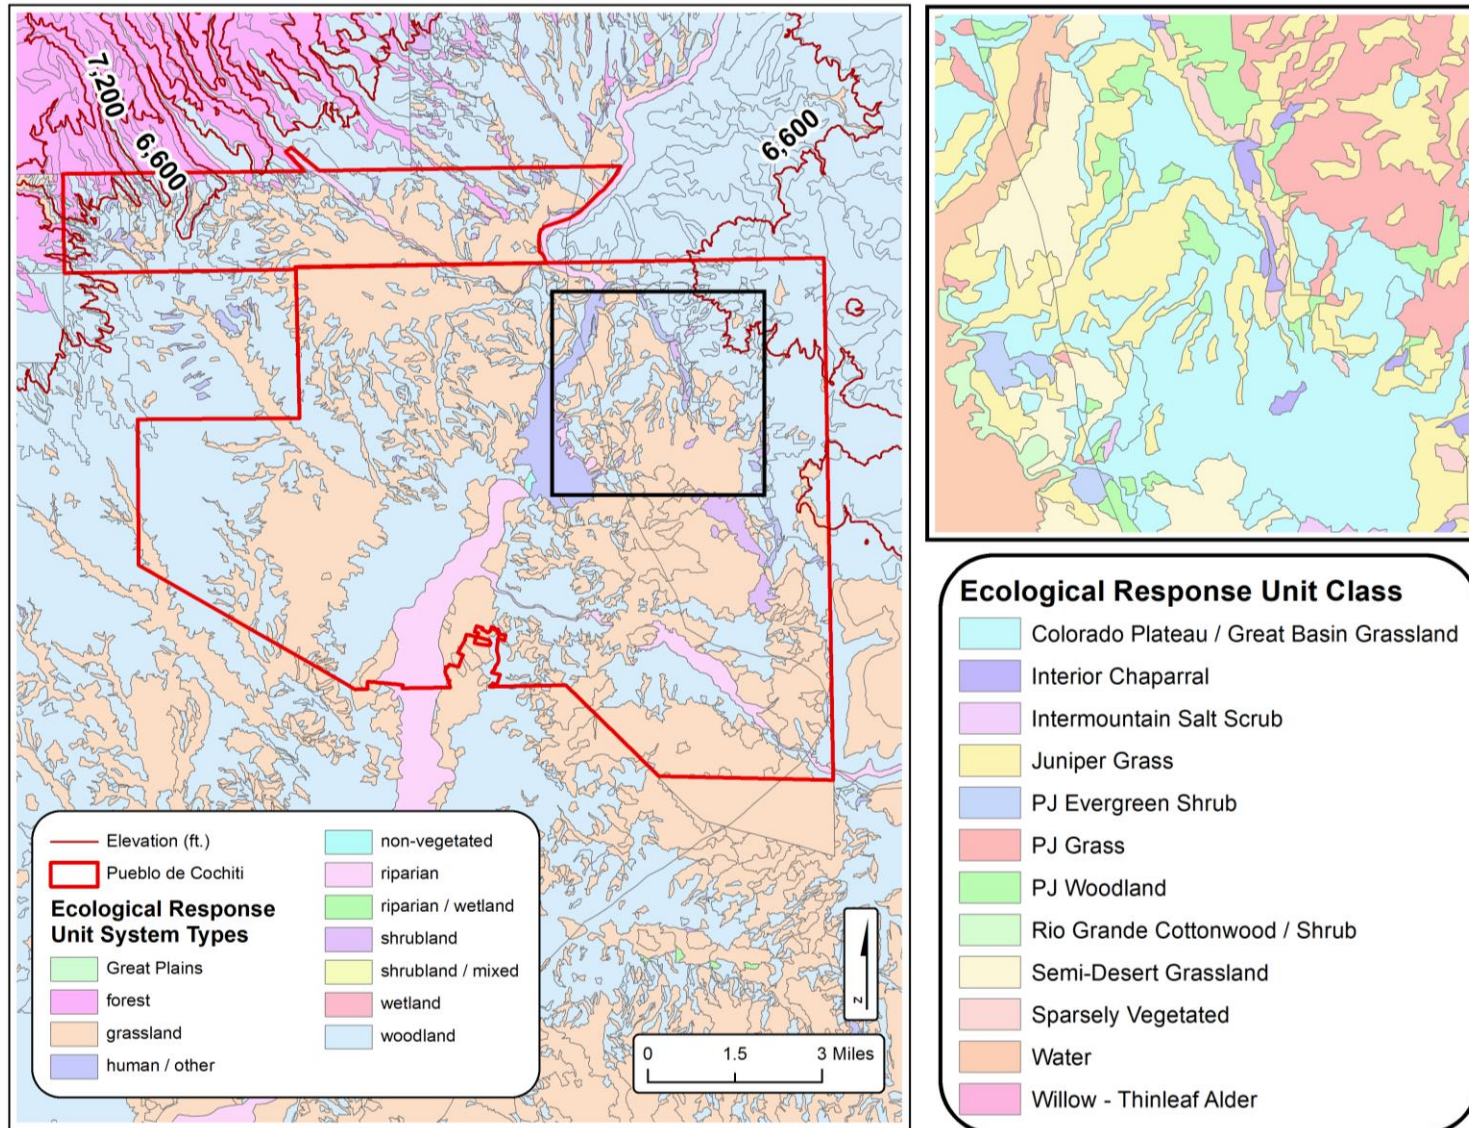 7,200
6,600
6,600
Elevation (ft.)
Pueblo de Cochiti
Ecological Response
Unit System Types
Great Plains
forest
grassland
human / other
non-vegetated
riparian
riparian / wetland
shrubland
shrubland / mixed
wetland
woodland
N
0 1.5 3 Miles
Ecological Response Unit Class
Colorado Plateau / Great Basin Grassland
Interior Chaparral
Intermountain Salt Scrub
Juniper Grass
PJ Evergreen Shrub
PJ Grass
PJ Woodland
Rio Grande Cottonwood / Shrub
Semi-Desert Grassland
Sparsely Vegetated
Water
Willow - Thinleaf Alder